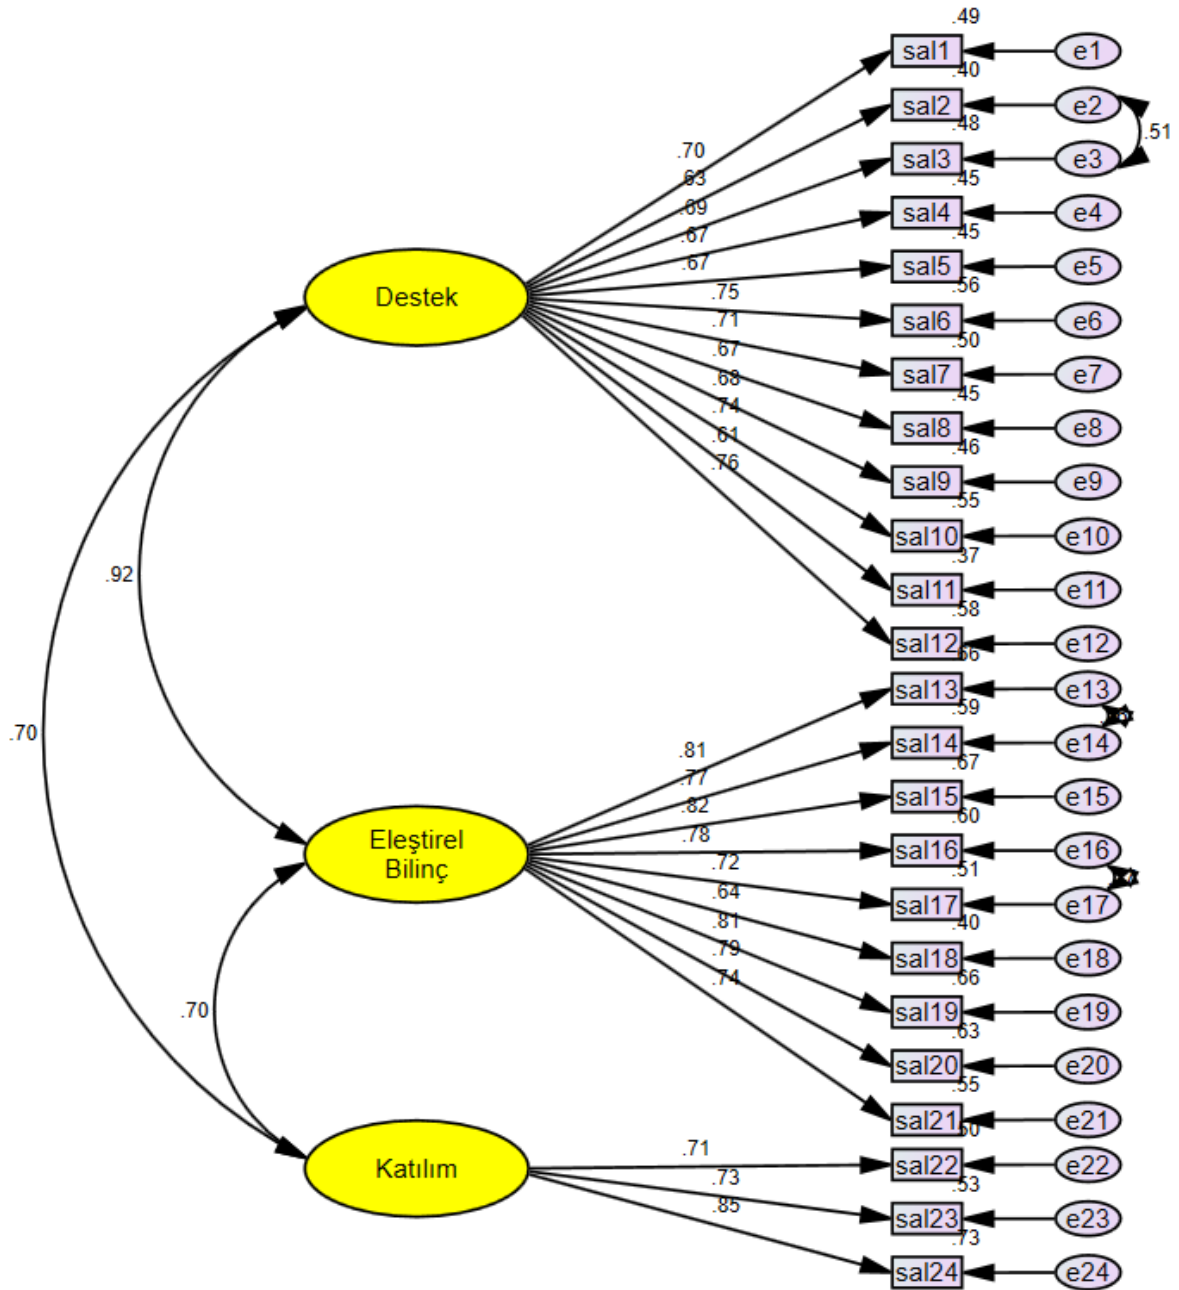 .49
sal1
e1
.40
sal2
e2
.51
.48
sal3
e3
.45
sal4
e4
.45
sal5
e5
.56
sal6
e6
.50
sal7
e7
.45
sal8
e8
.46
sal9
e9
.55
sal10
e10
.37
sal11
e11
.58
sal12
e12
.66
sal13
e13
.59
sal14
e14
.67
sal15
e15
.60
sal16
e16
.51
sal17
e17
.40
sal18
e18
.66
sal19
e19
.63
sal20
e20
.55
sal21
e21
.50
sal22
e22
.53
sal23
e23
.73
sal24
e24
.70
.63
.69
.67
.67
.75
.71
.67
.68
.74
.61
.76
Destek
.92
.70
.81
.77
.82
.78
.72
.64
.81
.79
.74
Eleştirel
Bilinç
.70
Katılım
.71
.73
.85